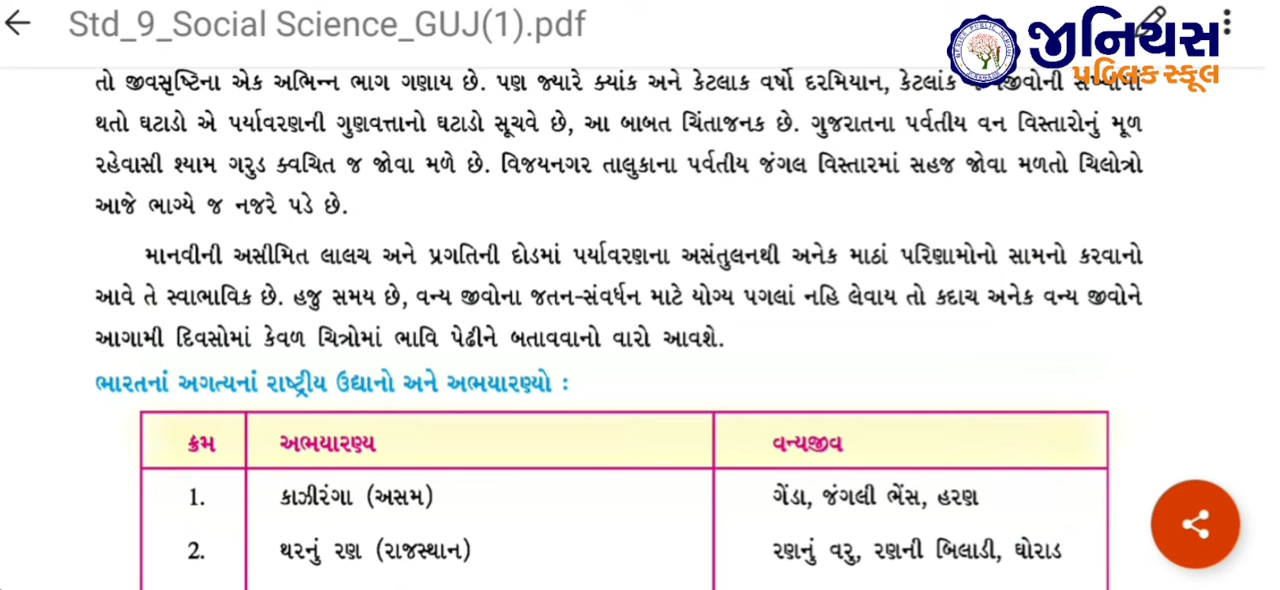 Std_9_Social Science_GUJ(1).pdf
જીનિયસ
પબ્લિક સ્કૂલ
તો જીવસૃષ્ટિના એક અભિન્ન ભાગ ગણાય છે. પણ જ્યારે ક્યાંક અને કેટલાક વર્ષો દરમિયાન, કેટલાંક
થતો ઘટાડો એ પર્યાવરણની ગુણવત્તાનો ઘટાડો સૂચવે છે, આ બાબત ચિંતાજનક છે. ગુજરાતના પર્વતીય વન વિસ્તારોનું મૂળ
રહેવાસી શ્યામ ગરુડ ક્વચિત જ જોવા મળે છે. વિજયનગર તાલુકાના પર્વતીય જંગલ વિસ્તારમાં સહજ જોવા મળતો ચિલોત્રો
આજે ભાગ્યે જ નજરે પડે છે.
માનવીની અસીમિત લાલચ અને પ્રગતિની દોડમાં પર્યાવરણના અસંતુલનથી અનેક માઠાં પરિણામોનો સામનો કરવાનો
આવે તે સ્વાભાવિક છે. હજુ સમય છે, વન્ય જીવોના જતન-સંવર્ધન માટે યોગ્ય પગલાં નહિ લેવાય તો કદાચ અનેક વન્ય જીવોને
આગામી દિવસોમાં કેવળ ચિત્રોમાં ભાવિ પેઢીને બતાવવાનો વારો આવશે.
ભારતનાં અગત્યનાં રાષ્ટ્રીય ઉદ્યાનો અને અભયારણ્યો :
ક્રમ અભયારણ્ય વન્યજીવ
1. કાઝીરંગા (અસમ) ગેંડા, જંગલી ભેંસ, હરણ
2. થરનું રણ (રાજસ્થાન) રણનું વરુ, રણની બિલાડી, ઘોરાડ